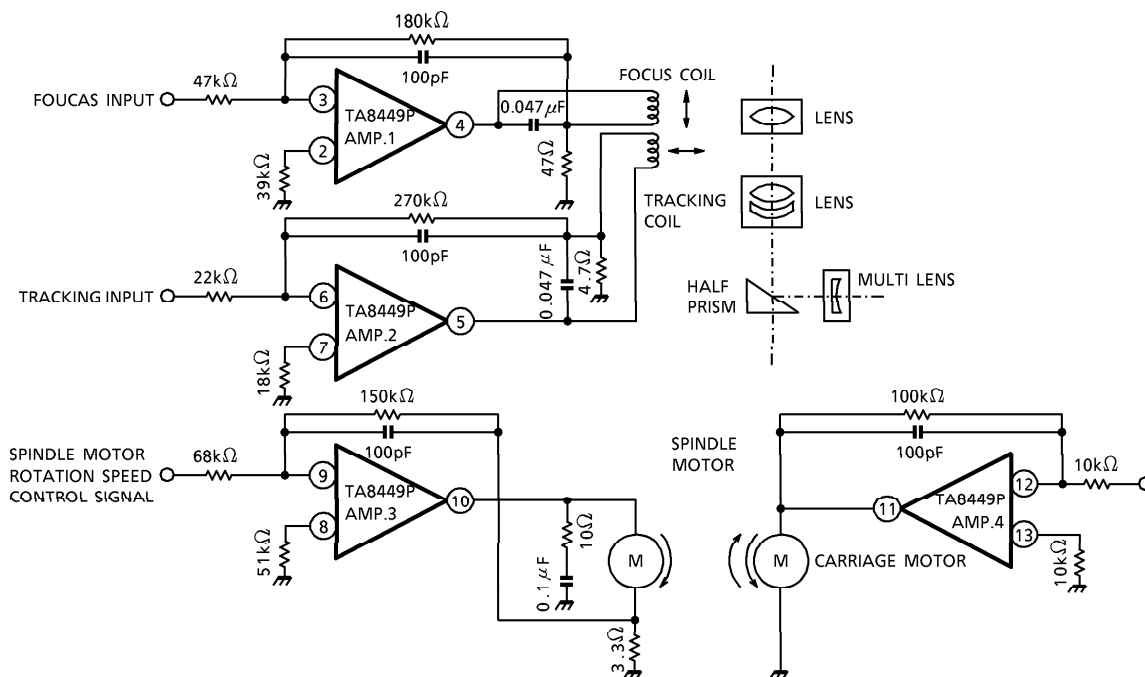 180kΩ
100pF
47kΩ
FOUCAS INPUT
3
TA8449P
AMP.1
4
2
39kΩ
0.047μF
47Ω
FOCUS COIL
TRACKING
COIL
LENS
LENS
HALF
PRISM
MULTI LENS
270kΩ
100pF
22kΩ
TRACKING INPUT
6
TA8449P
AMP.2
5
7
18kΩ
0.047μF
4.7Ω
150kΩ
100pF
SPINDLE MOTOR
ROTATION SPEED
CONTROL SIGNAL
68kΩ
9
TA8449P
AMP.3
10
8
51kΩ
10Ω
0.1μF
M
3.3Ω
SPINDLE
MOTOR
100kΩ
100pF
10kΩ
12
TA8449P
AMP.4
11
13
10kΩ
M
CARRIAGE MOTOR